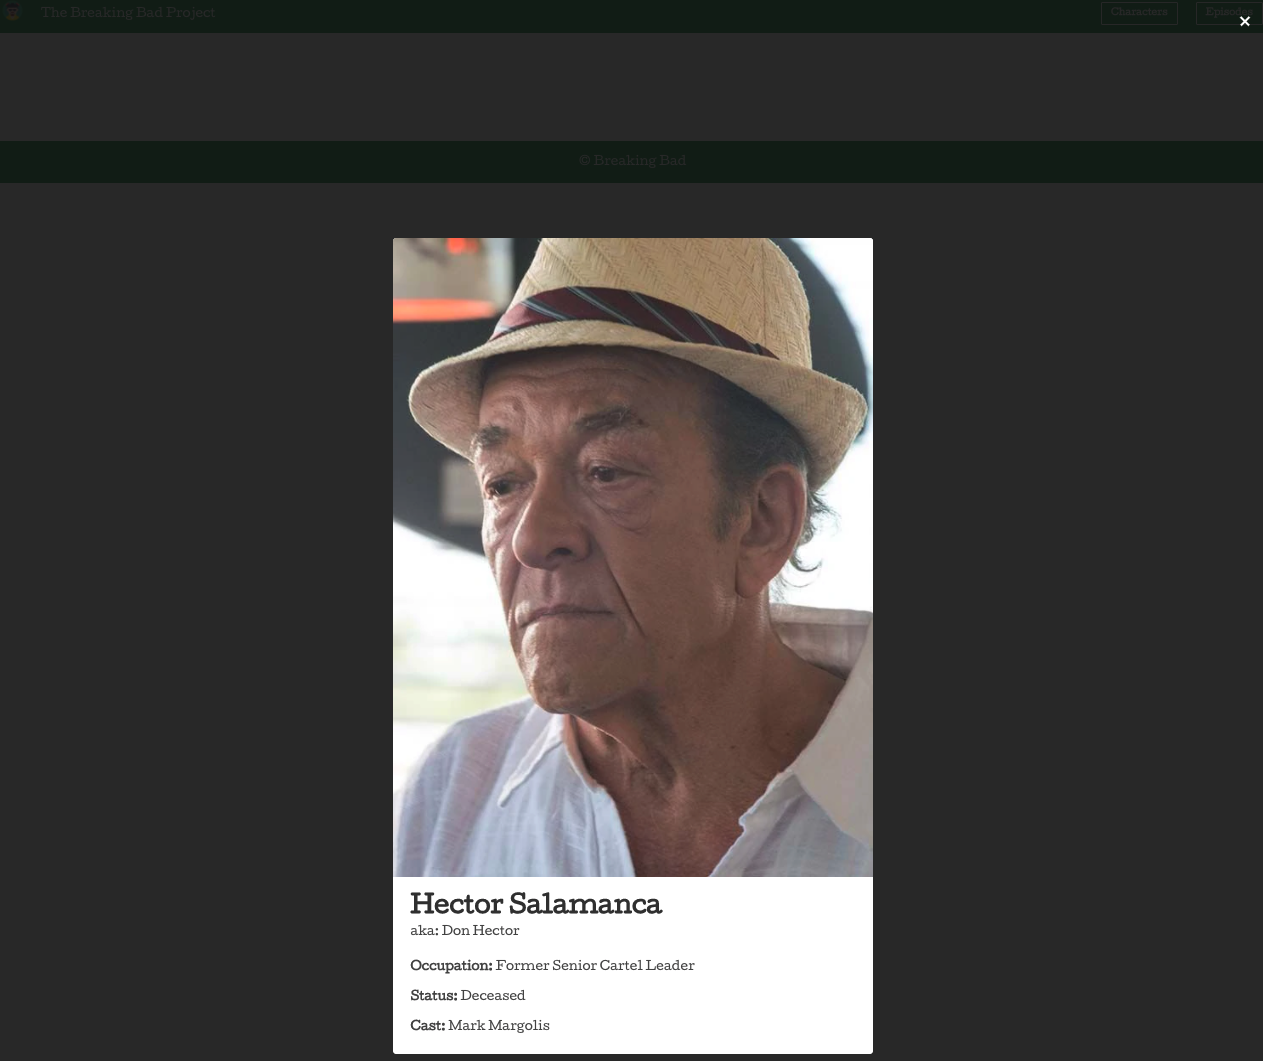 The Breaking Bad Project
Characters
Episodes
© Breaking Bad
Hector Salamanca
aka: Don Hector
Occupation: Former Senior Cartel Leader
Status: Deceased
Cast: Mark Margolis